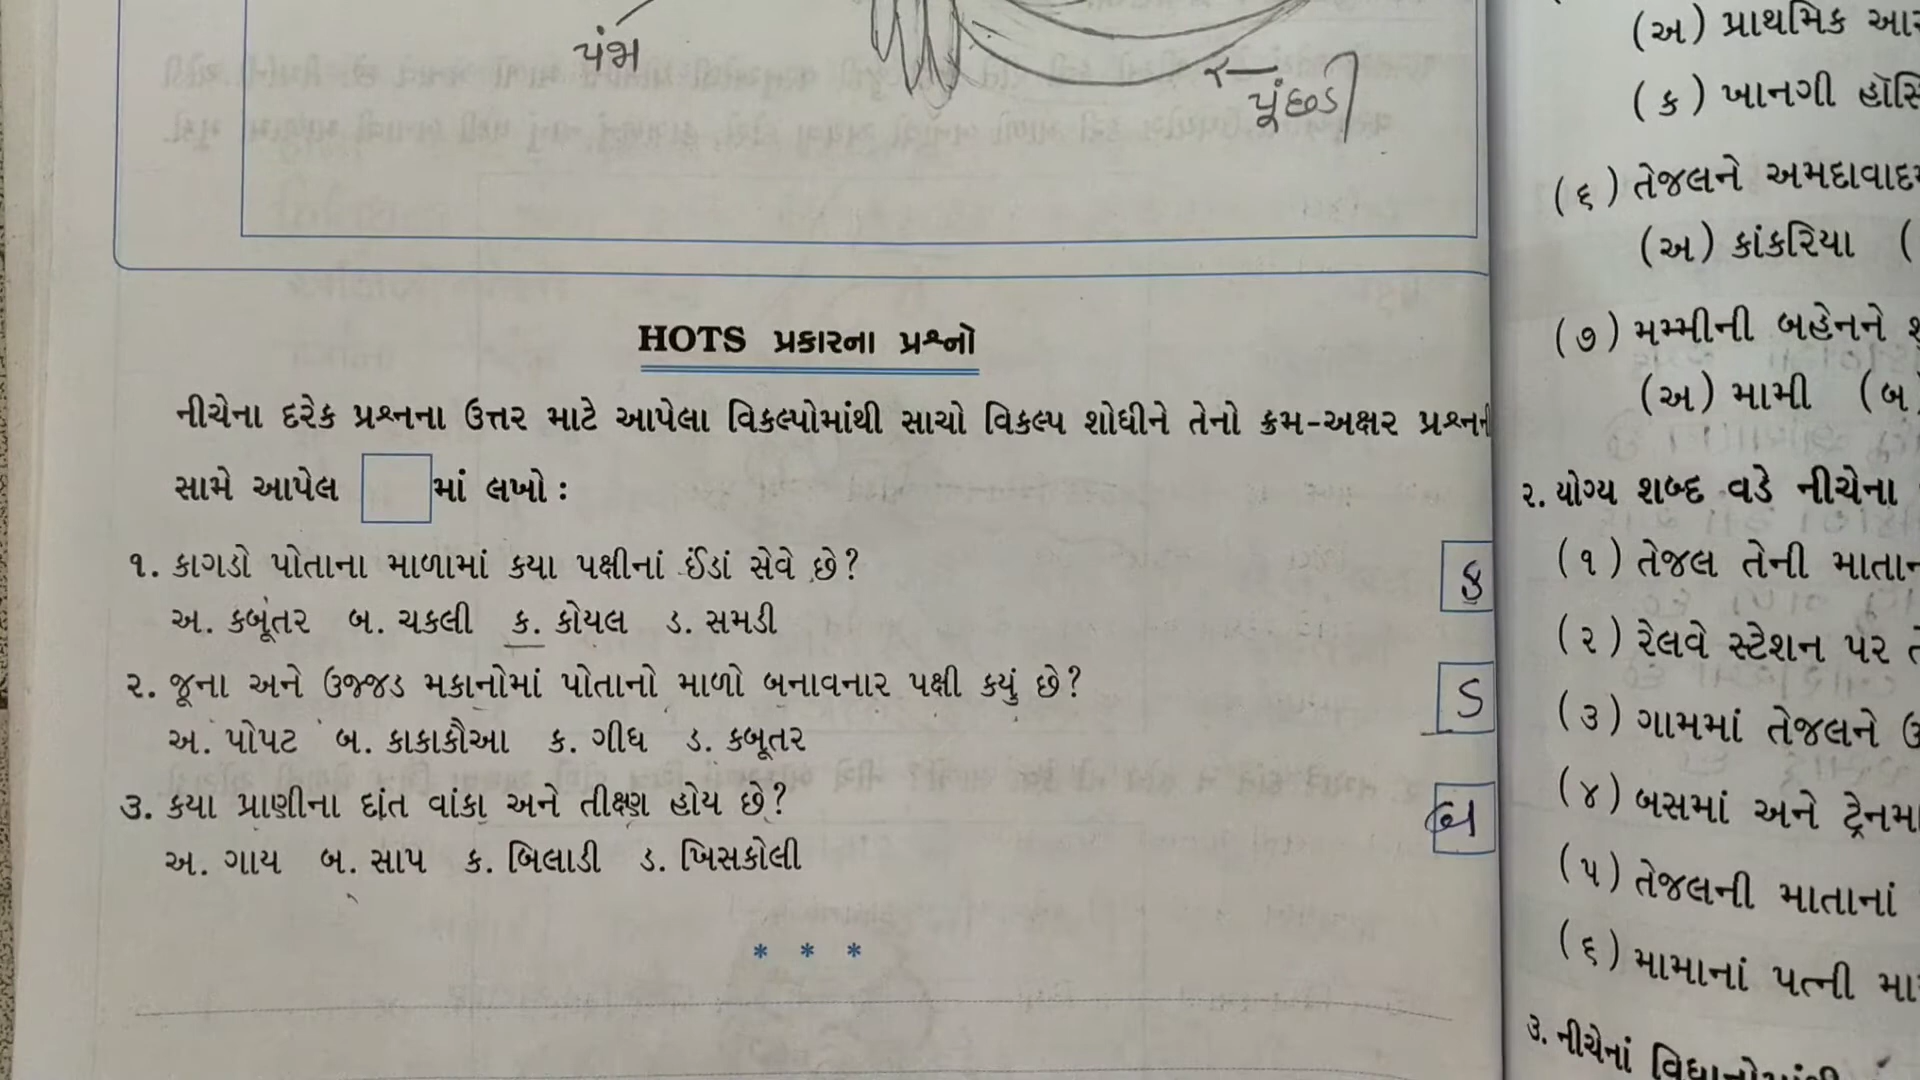 પંજા
પૂંછડી
HOTS પ્રકારના પ્રશ્નો
નીચેના દરેક પ્રશ્નના ઉત્તર માટે આપેલા વિકલ્પોમાંથી સાચો વિકલ્પ શોધીને તેનો ક્રમ-અક્ષર પ્રશ્નની
સામે આપેલ માં લખો :
૧. કાગડો પોતાના માળામાં કયા પક્ષીનાં ઈંડાં સેવે છે? ક
અ. કબૂતર બ. ચકલી ક. કોયલ ડ. સમડી
૨. જૂના અને ઉજ્જડ મકાનોમાં પોતાનો માળો બનાવનાર પક્ષી કયું છે? ડ
અ. પોપટ બ. કાકાકૌઆ ક. ગીધ ડ. કબૂતર
૩. કયા પ્રાણીના દાંત વાંકા અને તીક્ષ્ણ હોય છે? બ
અ. ગાય બ. સાપ ક. બિલાડી ડ. ખિસકોલી
* * *
(અ) પ્રાથમિક
(ક) ખાનગી
(૬) તેજલને
(અ) કાંકરિયા (
(૭) મમ્મીની બહેનને
(અ) મામી (બ)
૨. યોગ્ય શબ્દ વડે નીચેના
(૧) તેજલ તેની
(૨) રેલવે સ્ટેશન પર
(૩) ગામમાં તેજલને
(૪) બસમાં અને
(૫) તેજલની માતાનાં
(૬) મામાનાં પત્ની
૩. નીચેનાં